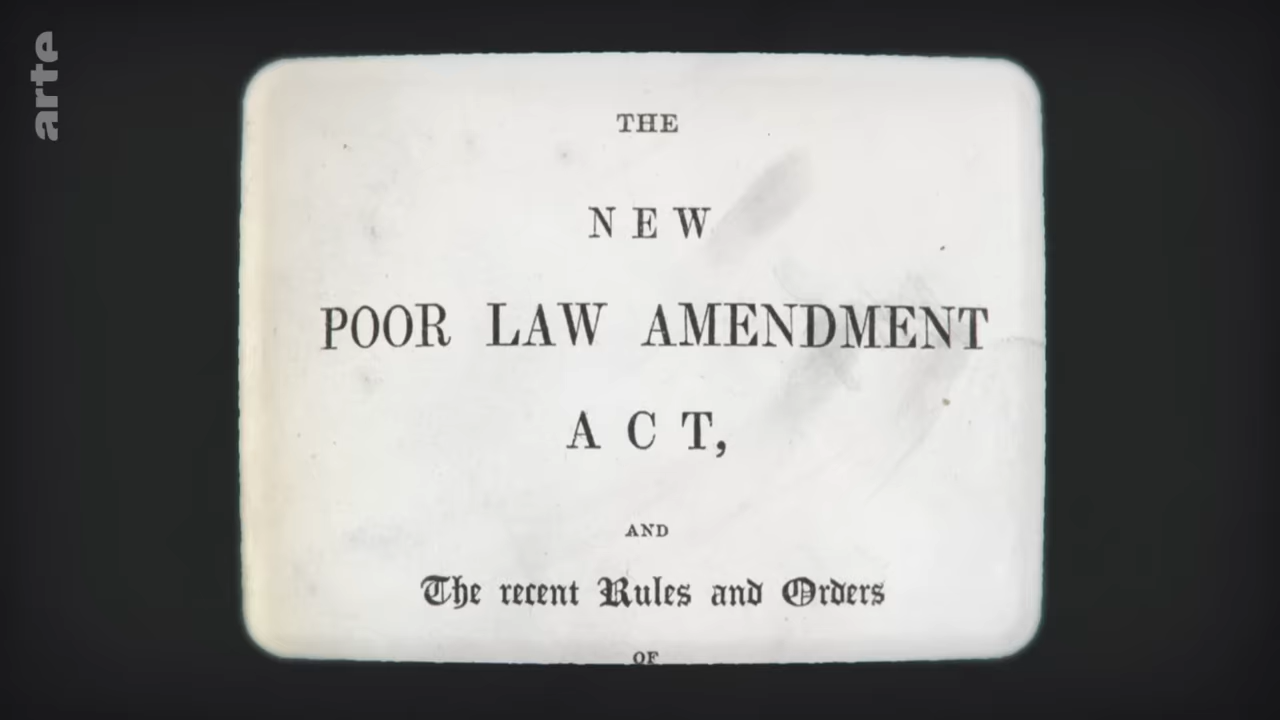 arte
THE
NEW
POOR LAW AMENDMENT
ACT,
AND
The recent Rules and Orders
OF